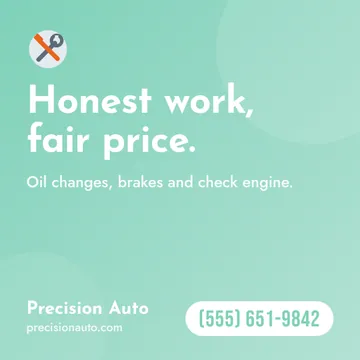 Honest work,
fair price.
Oil changes, brakes and check engine.
Precision Auto
precisionauto.com
(555) 651-9842